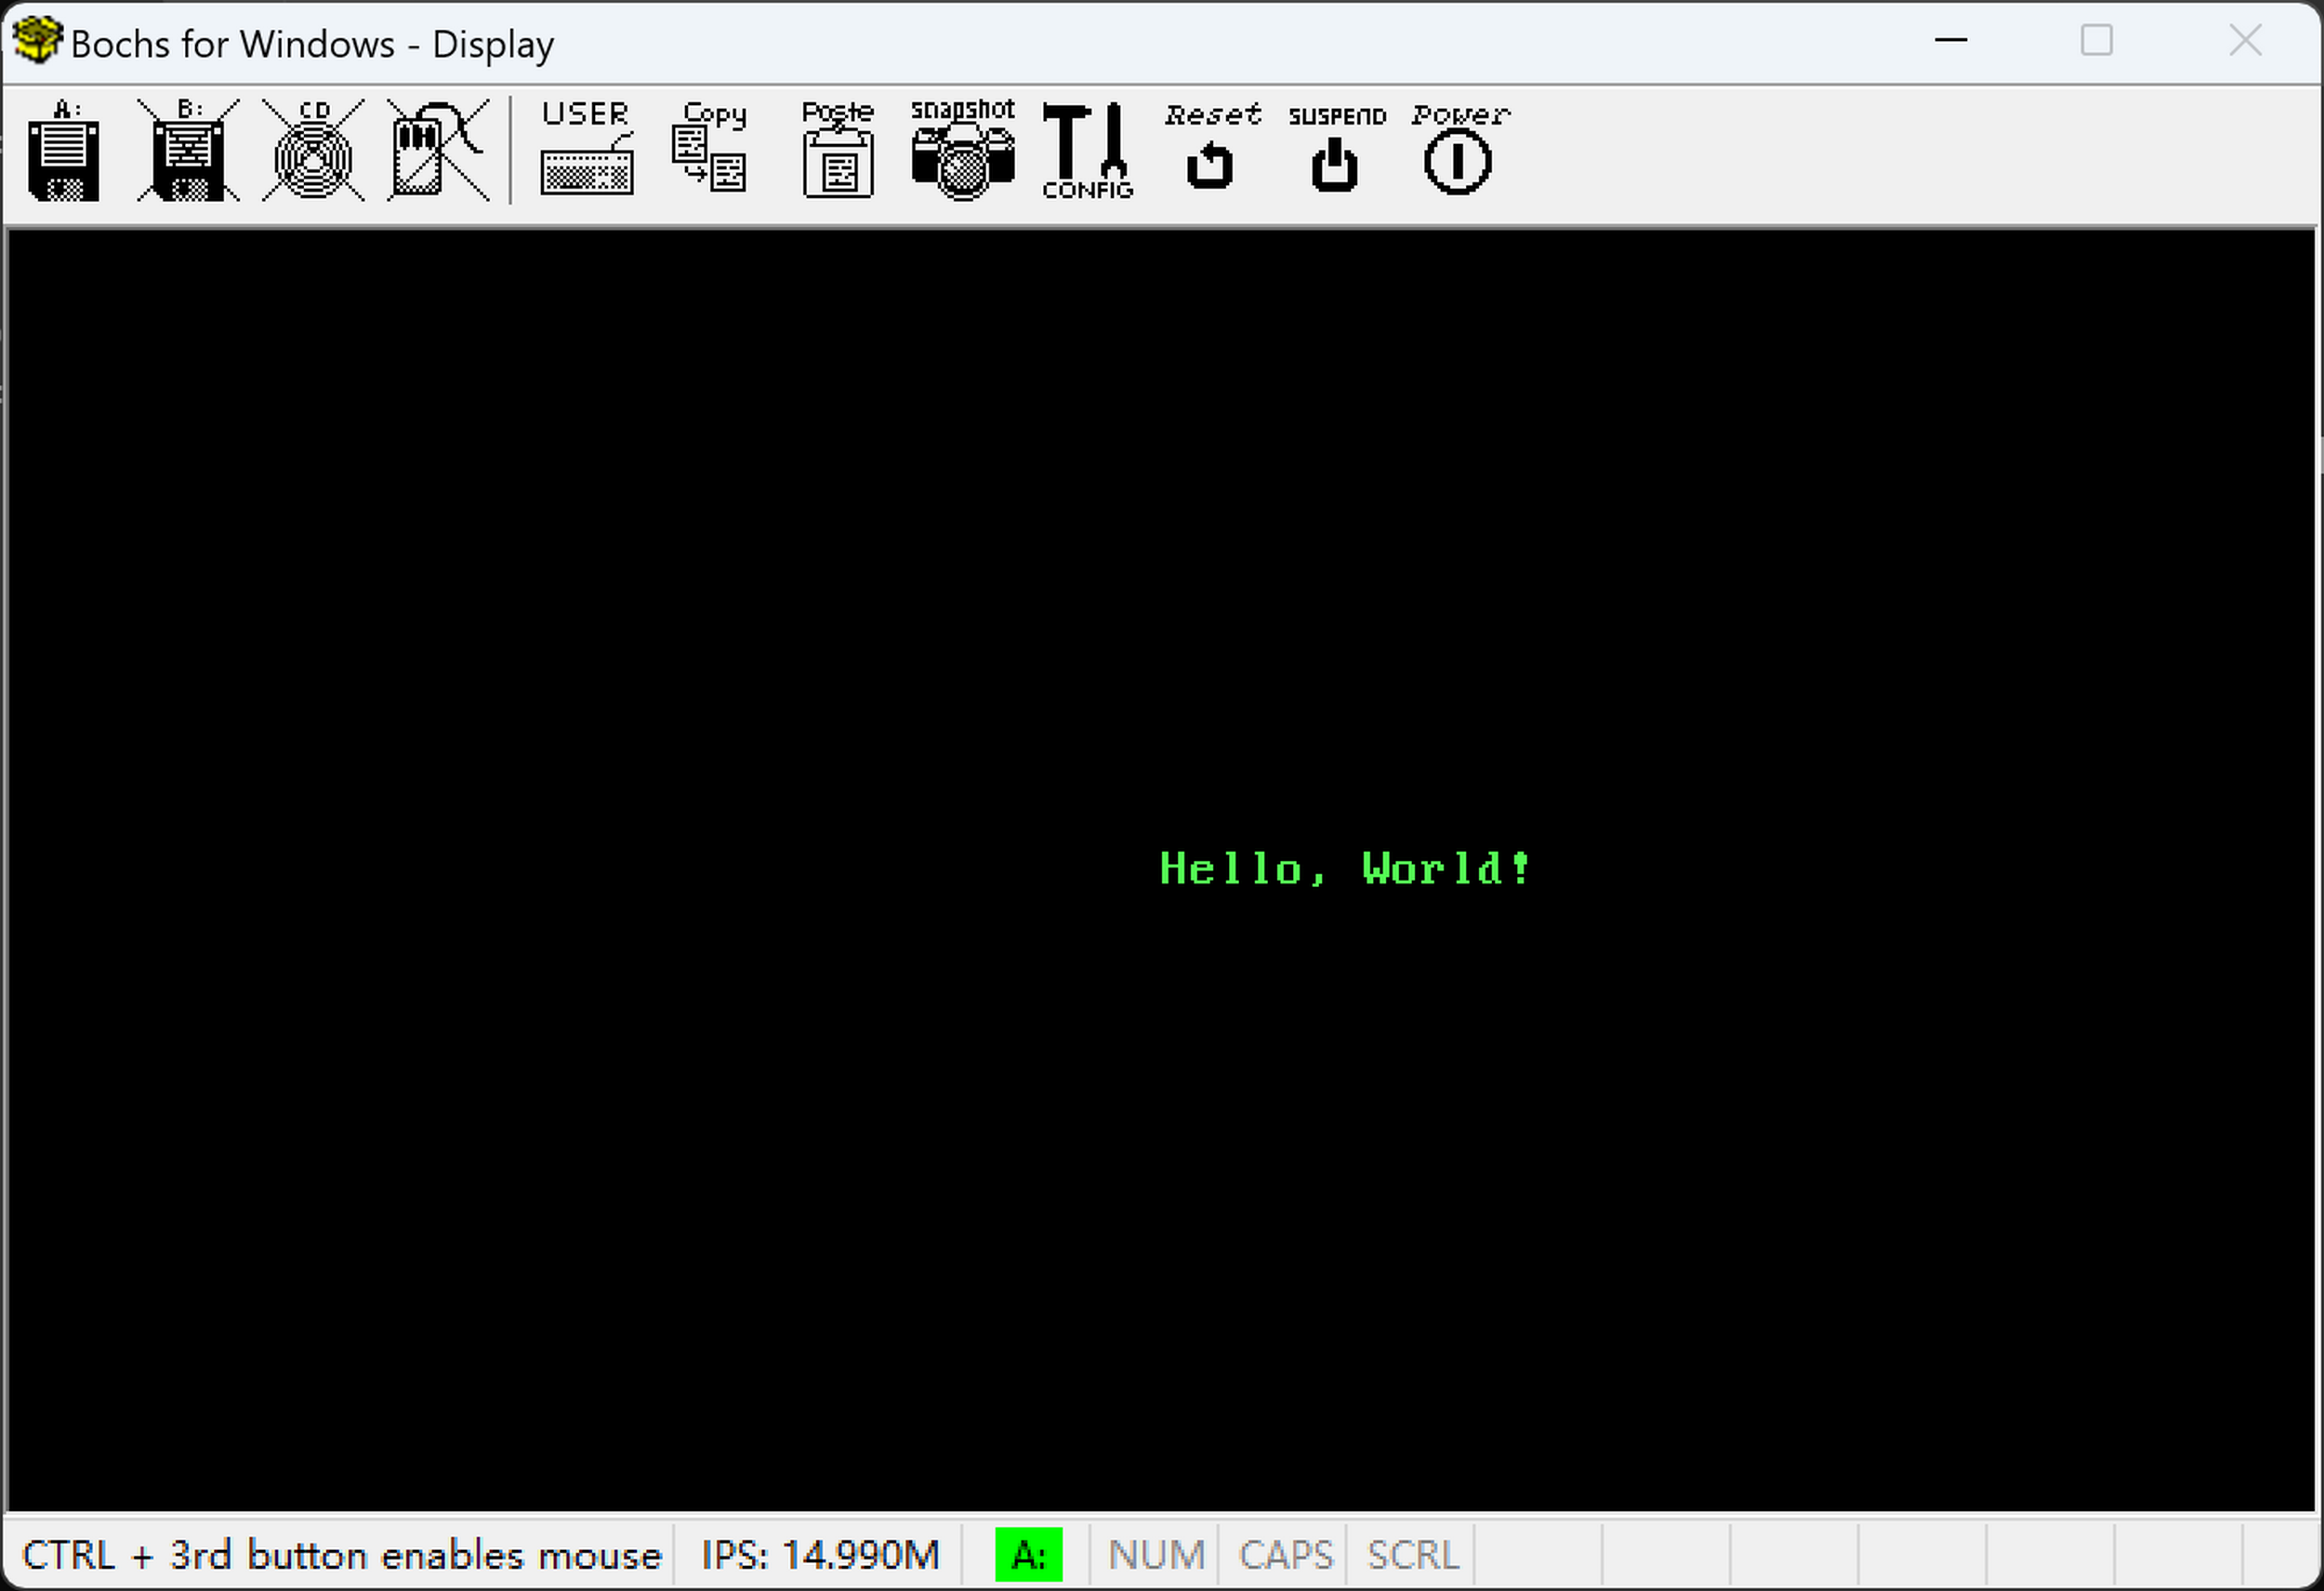 Bochs for Windows - Display
A: B: CD USER Copy Paste snapshot CONFIG Reset SUSPEND Power
Hello, World!
CTRL + 3rd button enables mouse IPS: 14.990M A: NUM CAPS SCRL